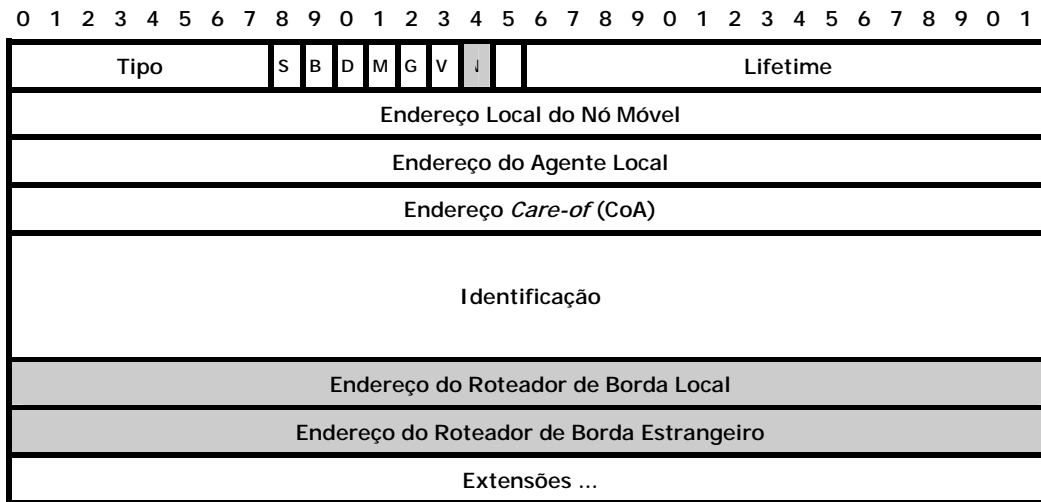 0 1 2 3 4 5 6 7 8 9 0 1 2 3 4 5 6 7 8 9 0 1 2 3 4 5 6 7 8 9 0 1
Tipo S B D M G V Lifetime
Endereço Local do Nó Móvel
Endereço do Agente Local
Endereço Care-of (CoA)
Identificação
Endereço do Roteador de Borda Local
Endereço do Roteador de Borda Estrangeiro
Extensões ...